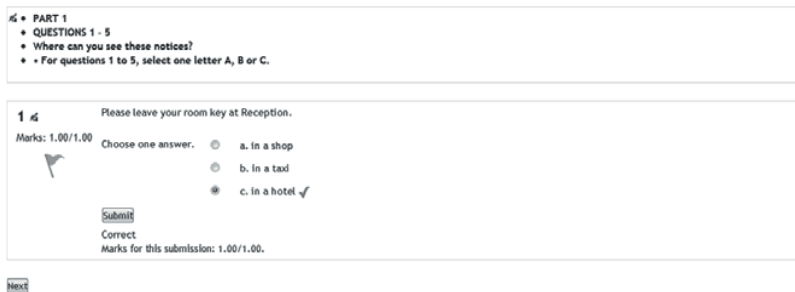 PART 1
QUESTIONS 1 - 5
Where can you see these notices?
• For questions 1 to 5, select one letter A, B or C.
1
Please leave your room key at Reception.
Marks: 1.00/1.00
Choose one answer.
a. in a shop
b. in a taxi
c. in a hotel
Submit
Correct
Marks for this submission: 1.00/1.00.
Next